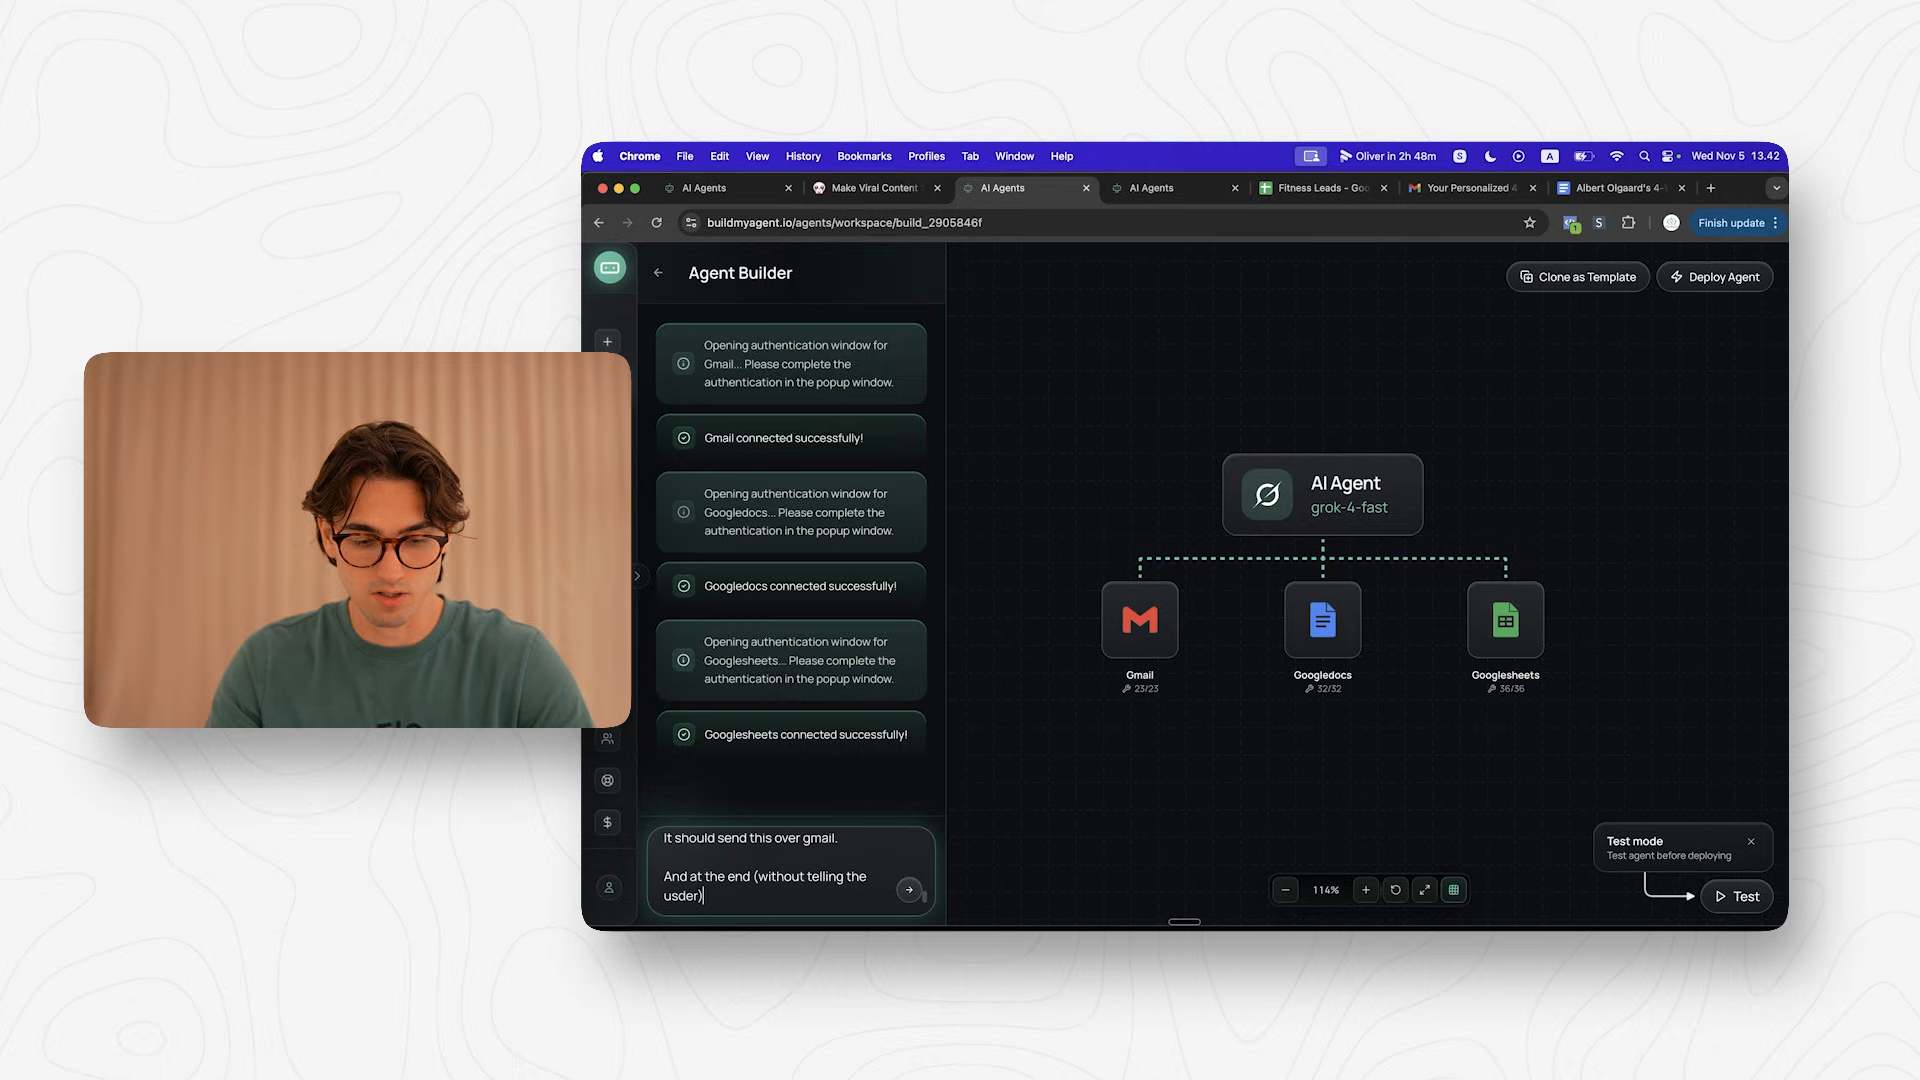 Chrome File Edit View History Bookmarks Profiles Tab Window Help
Oliver in 2h 48m
S
A
Wed Nov 5 13.42
AI Agents
Make Viral Content
AI Agents
AI Agents
Fitness Leads - Goo
Your Personalized 4
Albert Olgaard's 4-
buildmyagent.io/agents/workspace/build_2905846f
1
S
Finish update
Agent Builder
Clone as Template
Deploy Agent
Opening authentication window for
Gmail... Please complete the
authentication in the popup window.
Gmail connected successfully!
Opening authentication window for
Googledocs... Please complete the
authentication in the popup window.
Googledocs connected successfully!
Opening authentication window for
Googlesheets... Please complete the
authentication in the popup window.
Googlesheets connected successfully!
It should send this over gmail.
And at the end (without telling the
usder)
AI Agent
grok-4-fast
Gmail
23/23
Googledocs
32/32
Googlesheets
36/36
114%
Test mode
Test agent before deploying
Test